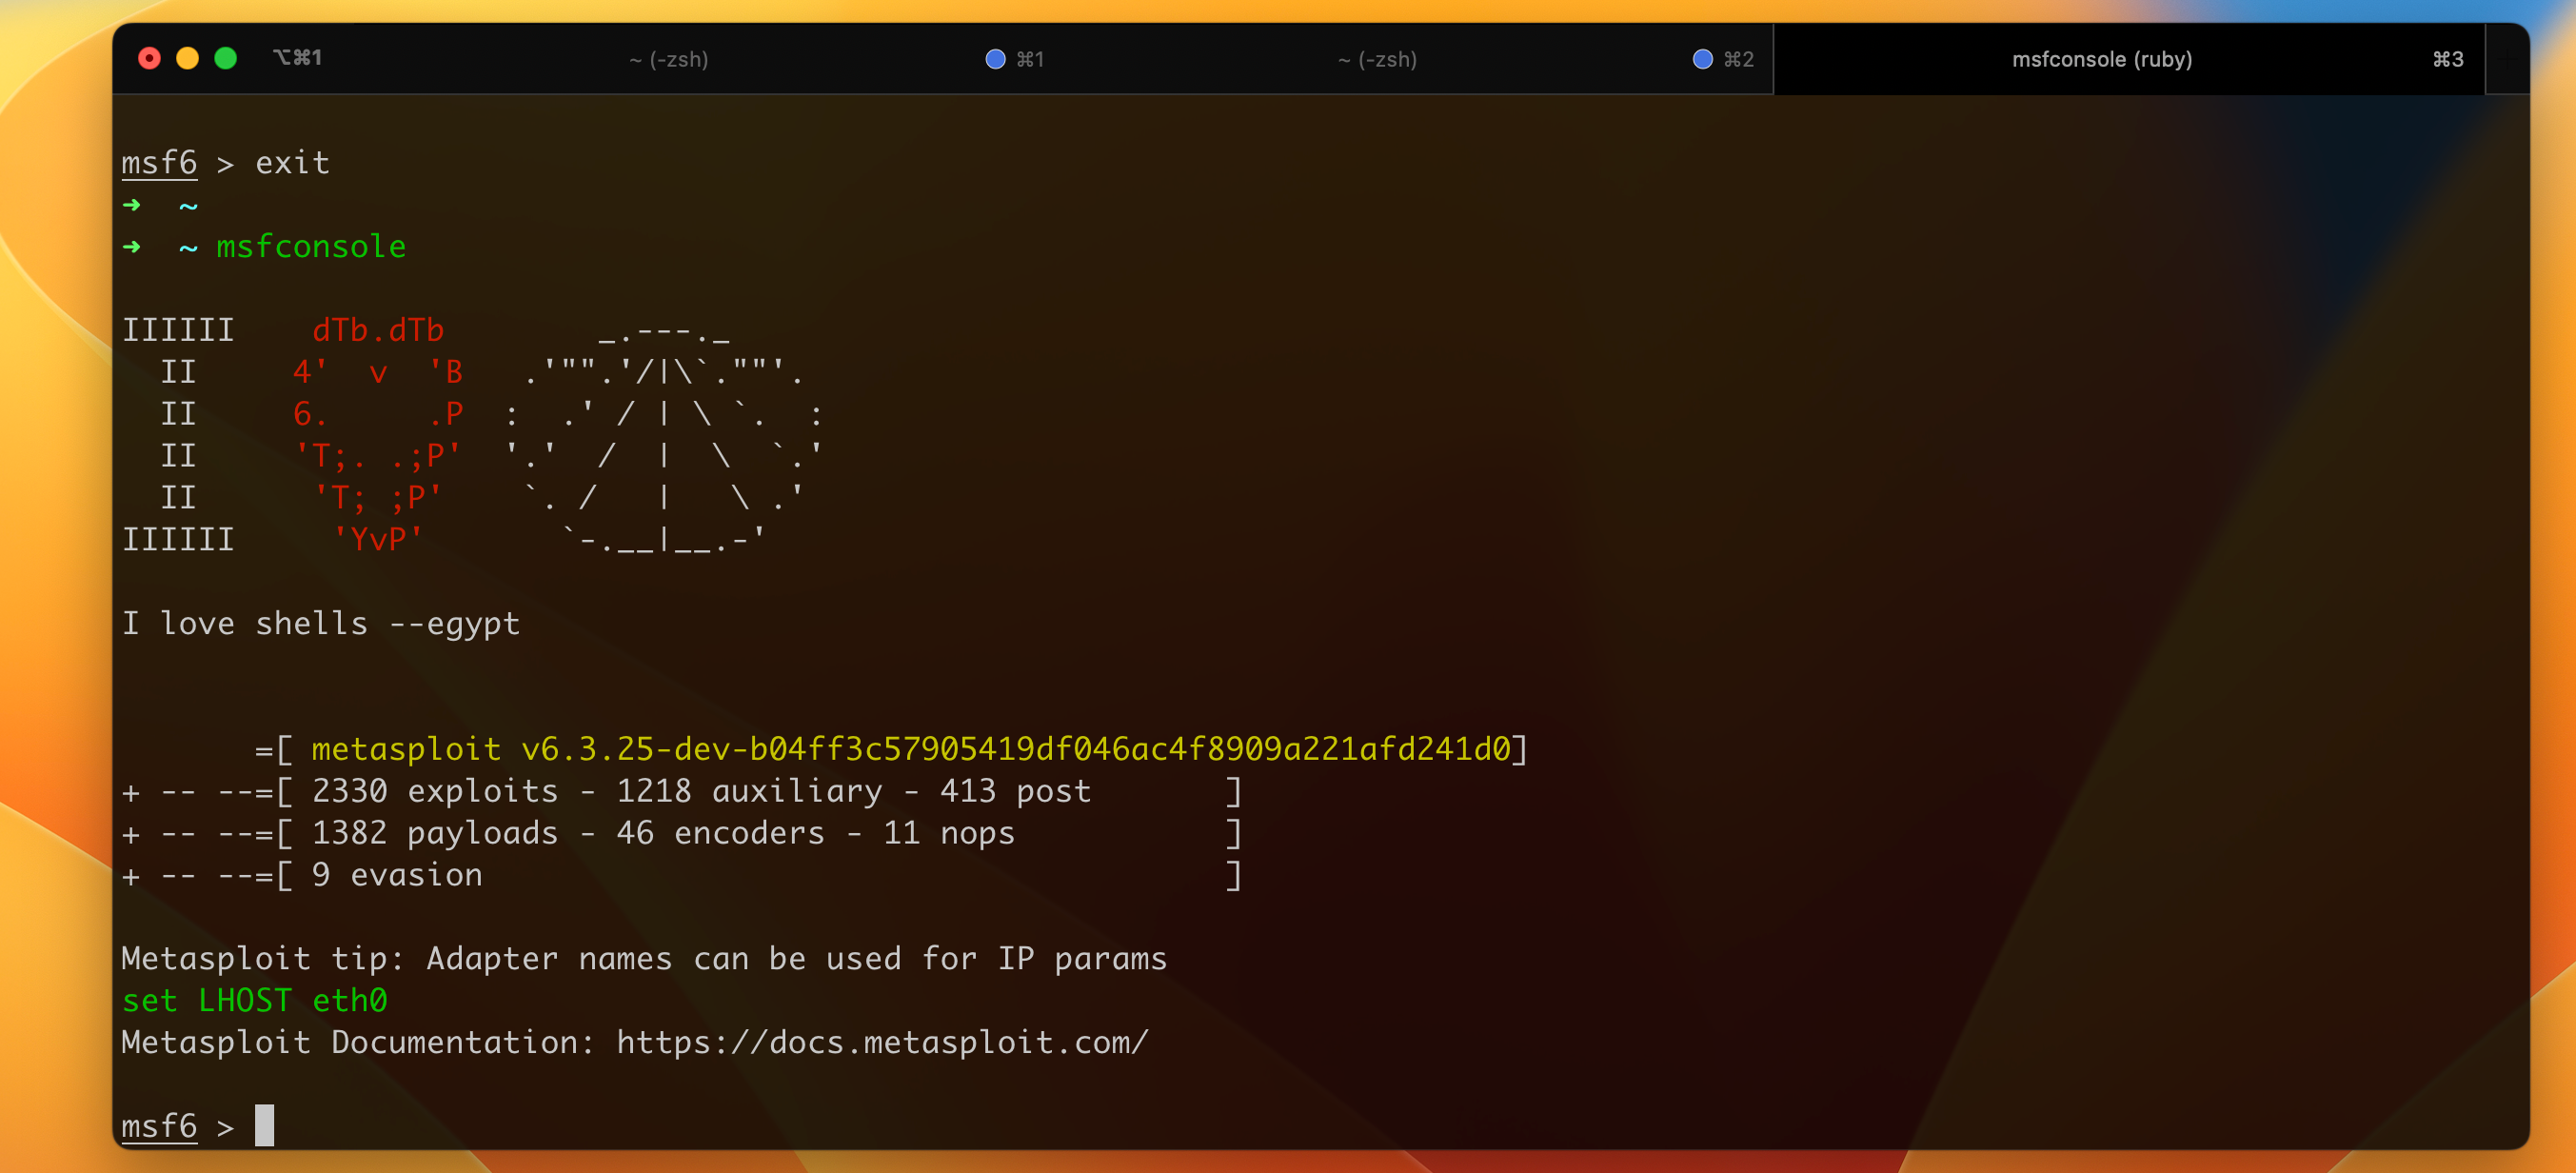 ⌥⌘1 ~ (-zsh) ⌘1 ~ (-zsh) ⌘2 msfconsole (ruby) ⌘3
msf6 > exit
➜  ~
➜  ~ msfconsole
IIIIII    dTb.dTb        _.---._
  II     4'  v  'B   .'"".'/|\`.""'.
  II     6.     .P  :  .' / | \ `.  :
  II     'T;. .;P'  '.'  /  |  \  `.'
  II      'T; ;P'    `. /   |   \ .'
IIIIII     'YvP'       `-.__|__.-'
I love shells --egypt
       =[ metasploit v6.3.25-dev-b04ff3c57905419df046ac4f8909a221afd241d0]
+ -- --=[ 2330 exploits - 1218 auxiliary - 413 post       ]
+ -- --=[ 1382 payloads - 46 encoders - 11 nops           ]
+ -- --=[ 9 evasion                                       ]
Metasploit tip: Adapter names can be used for IP params
set LHOST eth0
Metasploit Documentation: https://docs.metasploit.com/
msf6 >